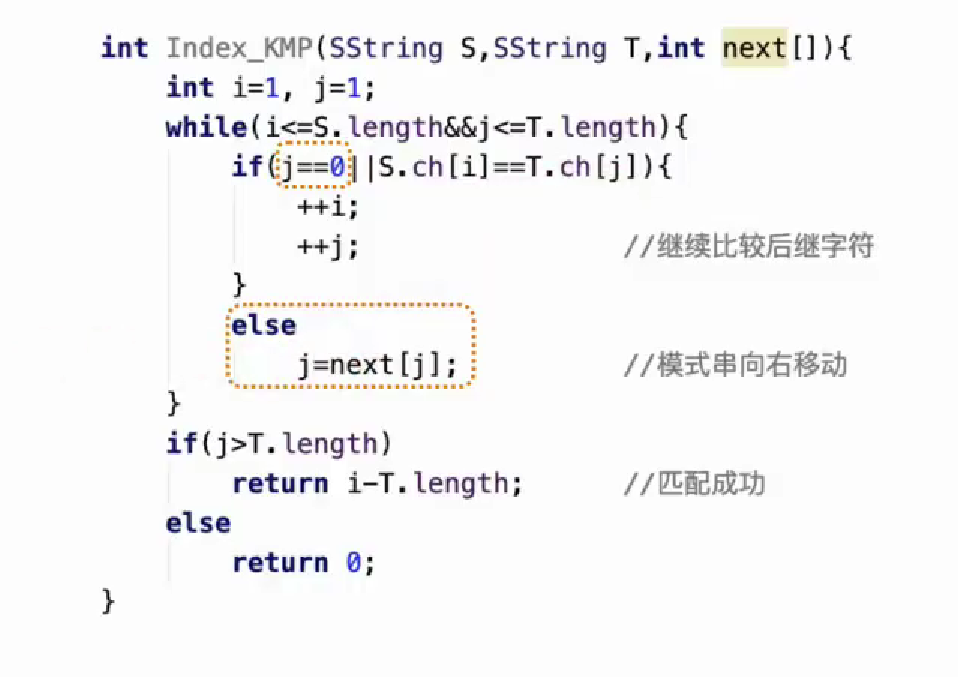 int Index_KMP(SString S,SString T,int next[]){
    int i=1, j=1;
    while(i<=S.length&&j<=T.length){
        if(j==0||S.ch[i]==T.ch[j]){
            ++i;
            ++j;                //继续比较后继字符
        }
        else
            j=next[j];          //模式串向右移动
    }
    if(j>T.length)
        return i-T.length;      //匹配成功
    else
        return 0;
}